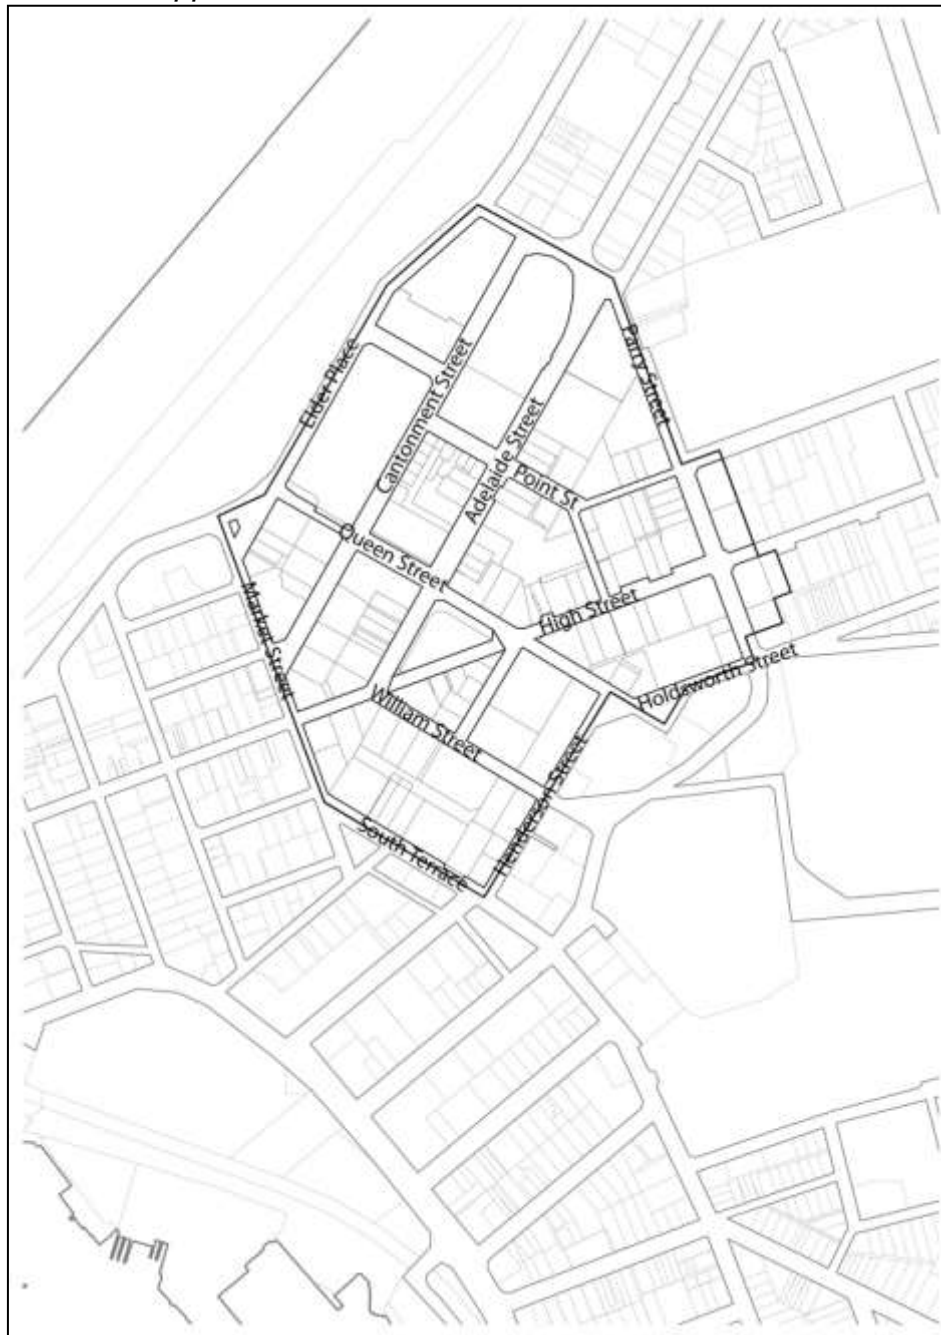 Elder Place
Parry Street
Cantonment Street
Adelaide Street
Point St
Queen Street
High Street
Market Street
Holdsworth Street
William Street
Henderson Street
South Terrace